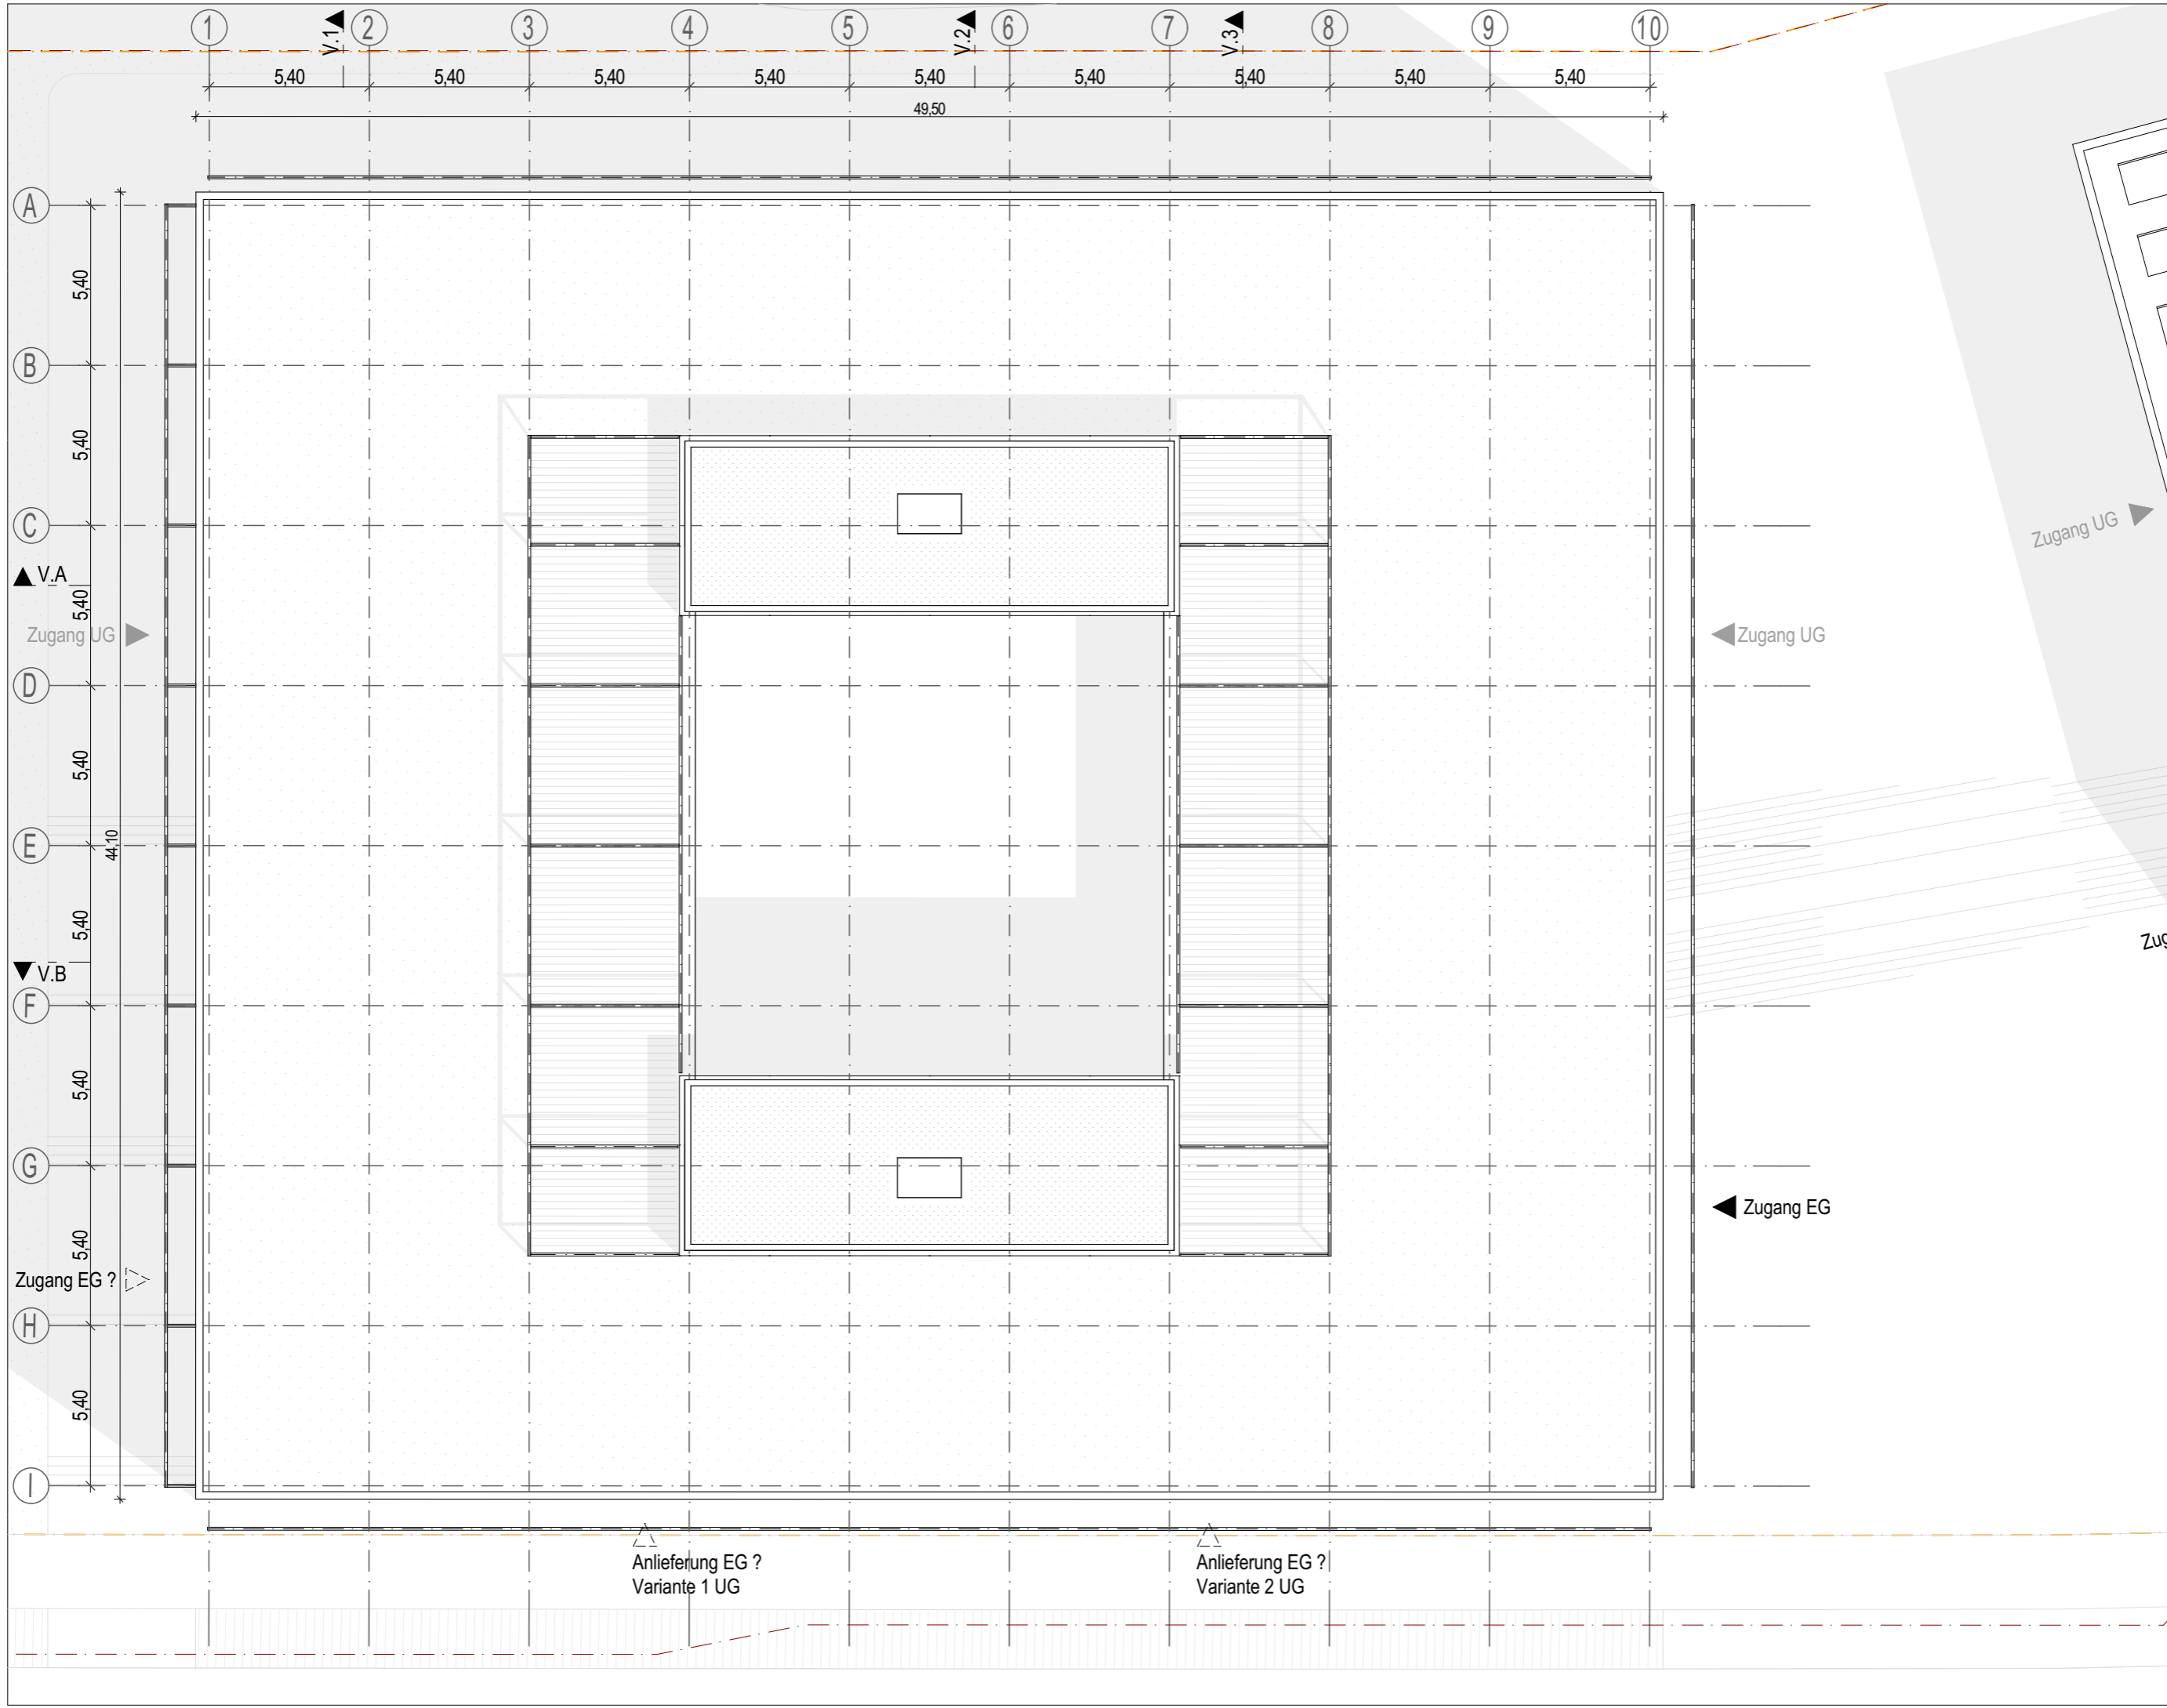 1 V.1 2 3 4 5 V.2 6 7 V.3 8 9 10
5,40 5,40 5,40 5,40 5,40 5,40 5,40 5,40 5,40
49,50
A
5,40
B
5,40
C
V.A
5,40
Zugang UG
Zugang UG
Zugang UG
D
5,40
E
44,10
5,40
Zug
V.B
F
5,40
G
Zugang EG
5,40
Zugang EG ?
H
5,40
I
Anlieferung EG ?
Variante 1 UG
Anlieferung EG ?
Variante 2 UG